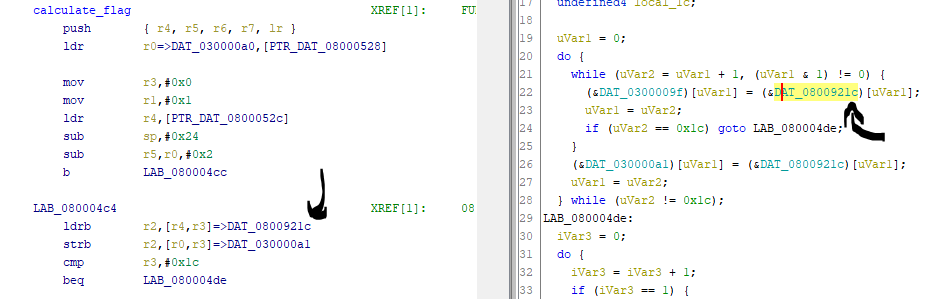 calculate_flag XREF[1]: FU
push { r4, r5, r6, r7, lr }
ldr r0=>DAT_030000a0,[PTR_DAT_08000528]
mov r3,#0x0
mov r1,#0x1
ldr r4,[PTR_DAT_0800052c]
sub sp,#0x24
sub r5,r0,#0x2
b LAB_080004cc
LAB_080004c4 XREF[1]: 08
ldrb r2,[r4,r3]=>DAT_0800921c
strb r2,[r0,r3]=>DAT_030000a1
cmp r3,#0x1c
beq LAB_080004de
17 undefined4 local_1c;
18
19 uVar1 = 0;
20 do {
21 while (uVar2 = uVar1 + 1, (uVar1 & 1) != 0) {
22 (&DAT_0300009f)[uVar1] = (&DAT_0800921c)[uVar1];
23 uVar1 = uVar2;
24 if (uVar2 == 0x1c) goto LAB_080004de;
25 }
26 (&DAT_030000a1)[uVar1] = (&DAT_0800921c)[uVar1];
27 uVar1 = uVar2;
28 } while (uVar2 != 0x1c);
29 LAB_080004de:
30 iVar3 = 0;
31 do {
32 iVar3 = iVar3 + 1;
33 if (iVar3 == 1) {